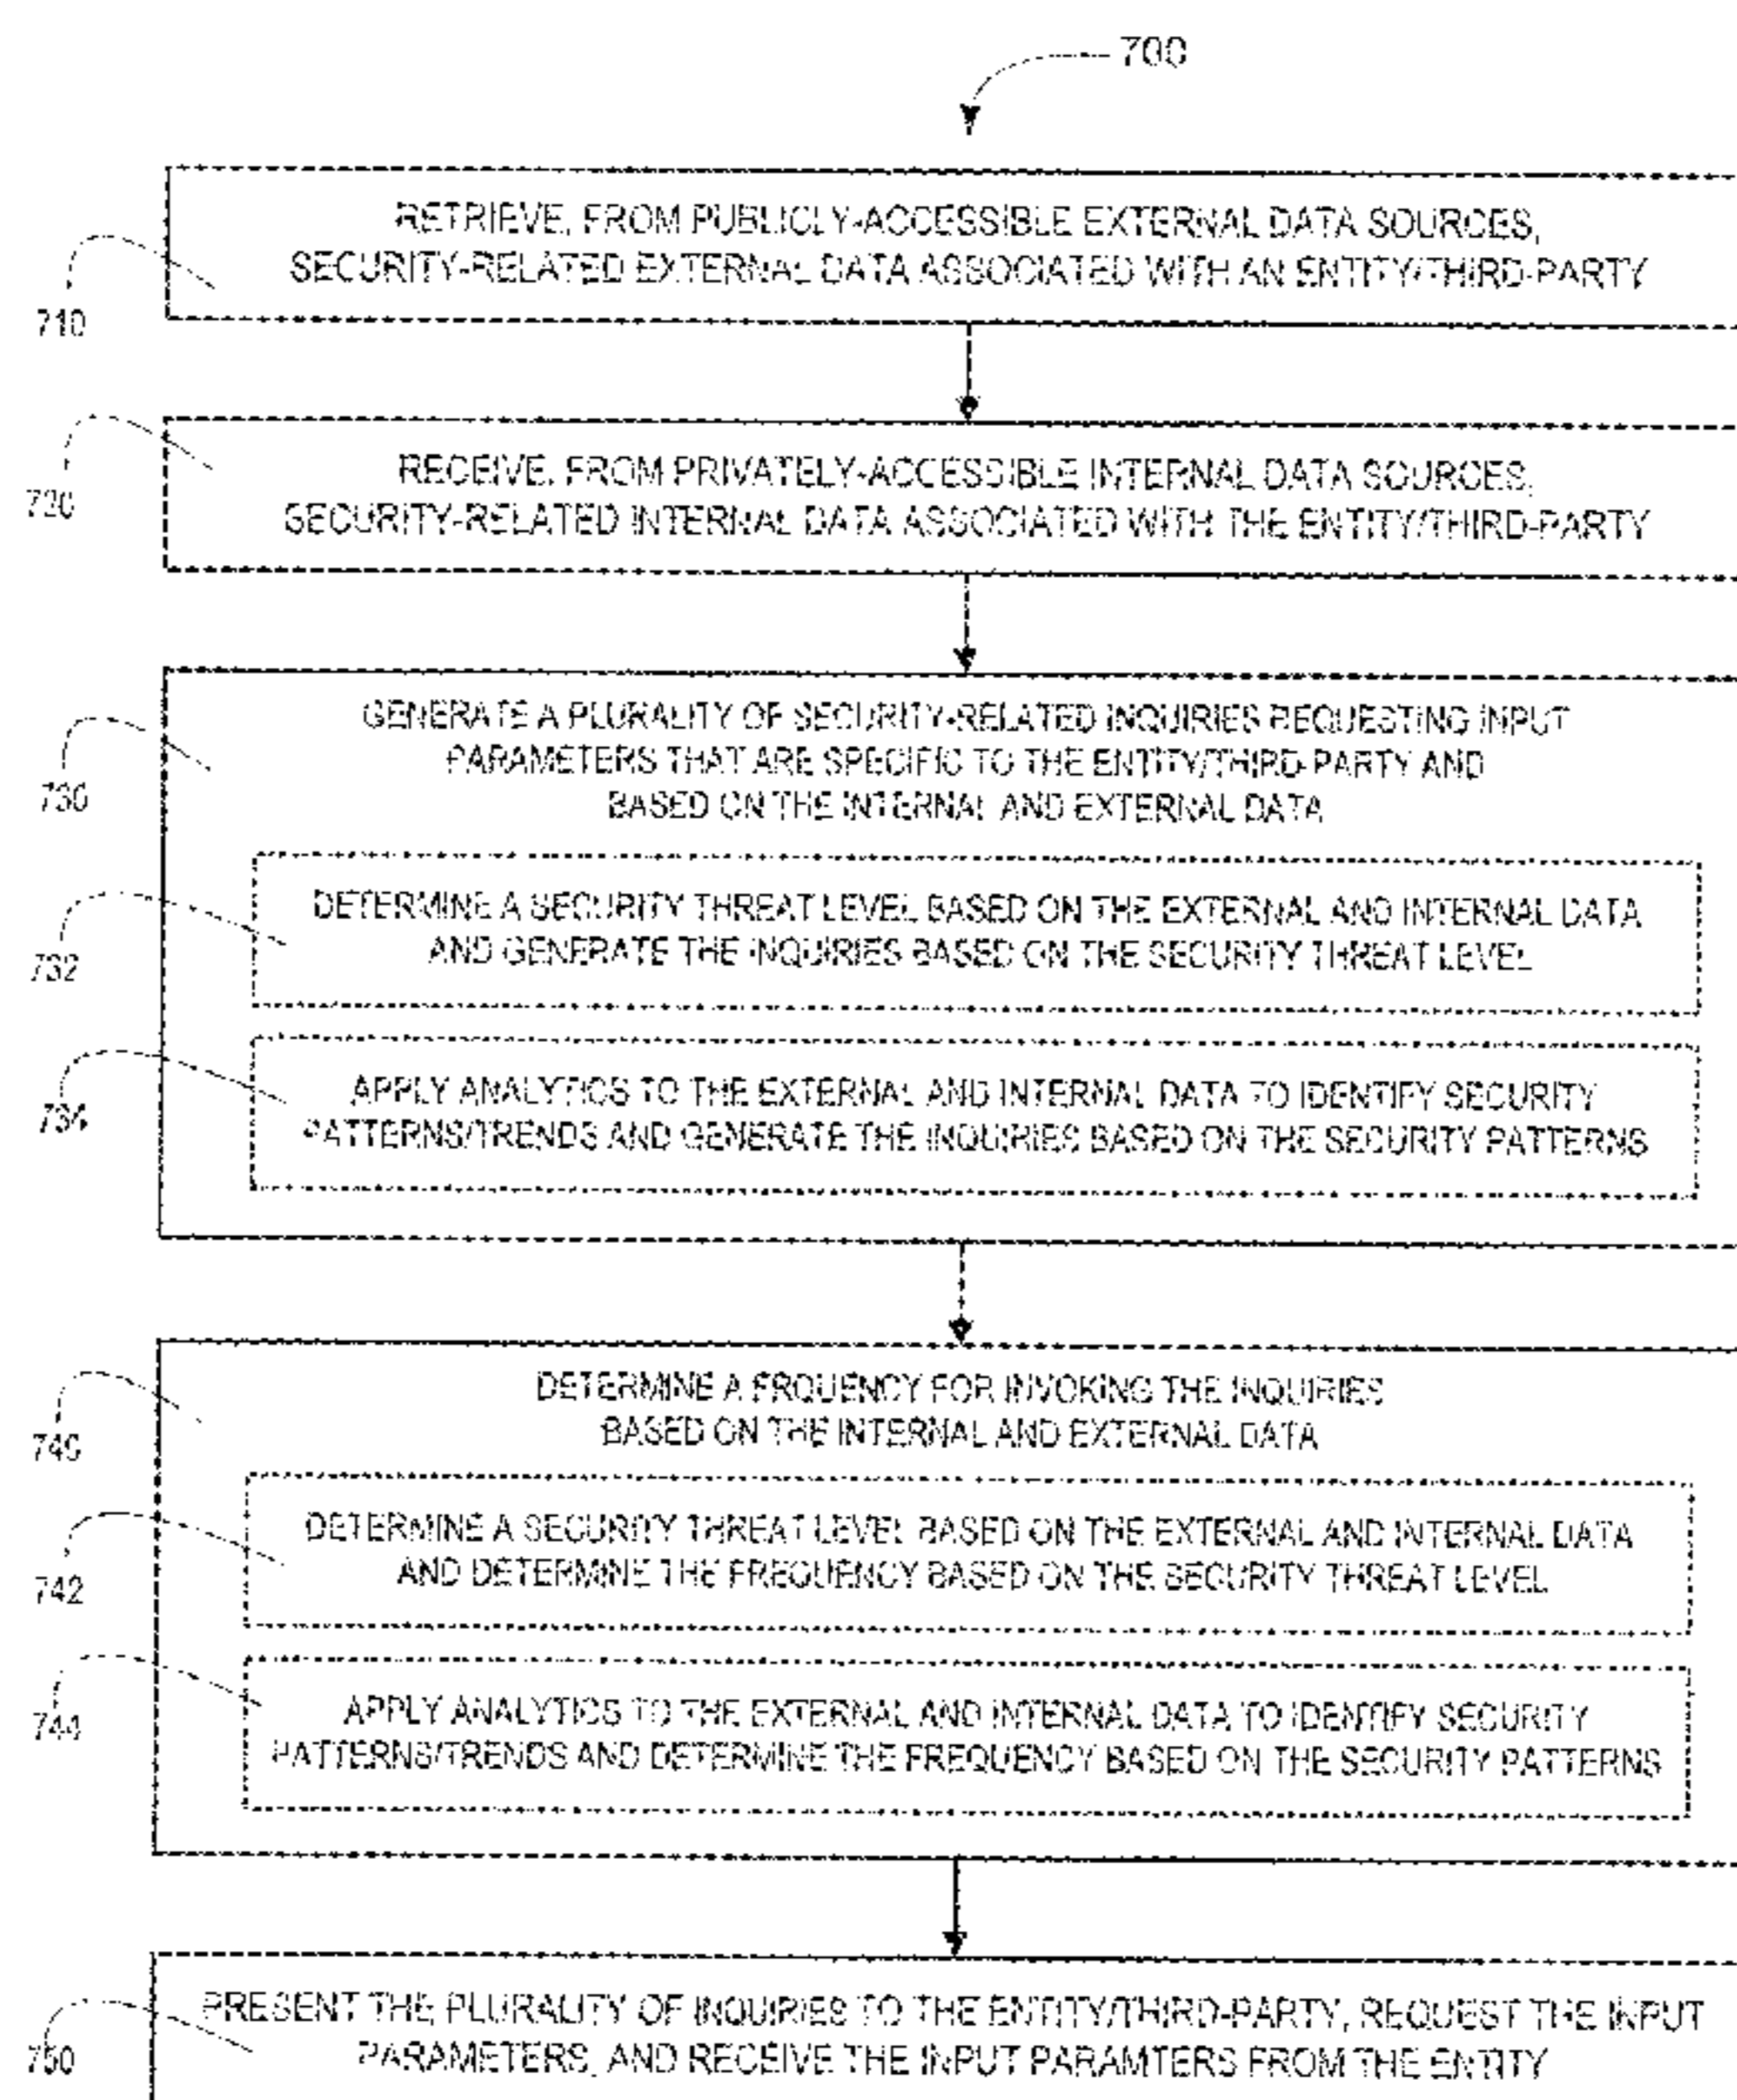 700
RETRIEVE, FROM PUBLICLY-ACCESSIBLE EXTERNAL DATA SOURCES,
SECURITY-RELATED EXTERNAL DATA ASSOCIATED WITH AN ENTITY/THIRD-PARTY
710
RECEIVE, FROM PRIVATELY-ACCESSIBLE INTERNAL DATA SOURCES,
SECURITY-RELATED INTERNAL DATA ASSOCIATED WITH THE ENTITY/THIRD-PARTY
720
GENERATE A PLURALITY OF SECURITY-RELATED INQUIRIES REQUESTING INPUT
PARAMETERS THAT ARE SPECIFIC TO THE ENTITY/THIRD-PARTY AND
BASED ON THE INTERNAL AND EXTERNAL DATA
730
DETERMINE A SECURITY THREAT LEVEL BASED ON THE EXTERNAL AND INTERNAL DATA
AND GENERATE THE INQUIRIES BASED ON THE SECURITY THREAT LEVEL
732
APPLY ANALYTICS TO THE EXTERNAL AND INTERNAL DATA TO IDENTIFY SECURITY
PATTERNS/TRENDS AND GENERATE THE INQUIRIES BASED ON THE SECURITY PATTERNS
734
DETERMINE A FRQUENCY FOR INVOKING THE INQUIRIES
BASED ON THE INTERNAL AND EXTERNAL DATA
740
DETERMINE A SECURITY THREAT LEVEL BASED ON THE EXTERNAL AND INTERNAL DATA
AND DETERMINE THE FREQUENCY BASED ON THE SECURITY THREAT LEVEL
742
APPLY ANALYTICS TO THE EXTERNAL AND INTERNAL DATA TO IDENTIFY SECURITY
PATTERNS/TRENDS AND DETERMINE THE FREQUENCY BASED ON THE SECURITY PATTERNS
744
PRESENT THE PLURALITY OF INQUIRIES TO THE ENTITY/THIRD-PARTY, REQUEST THE INPUT
PARAMETERS, AND RECEIVE THE INPUT PARAMTERS FROM THE ENTITY
750